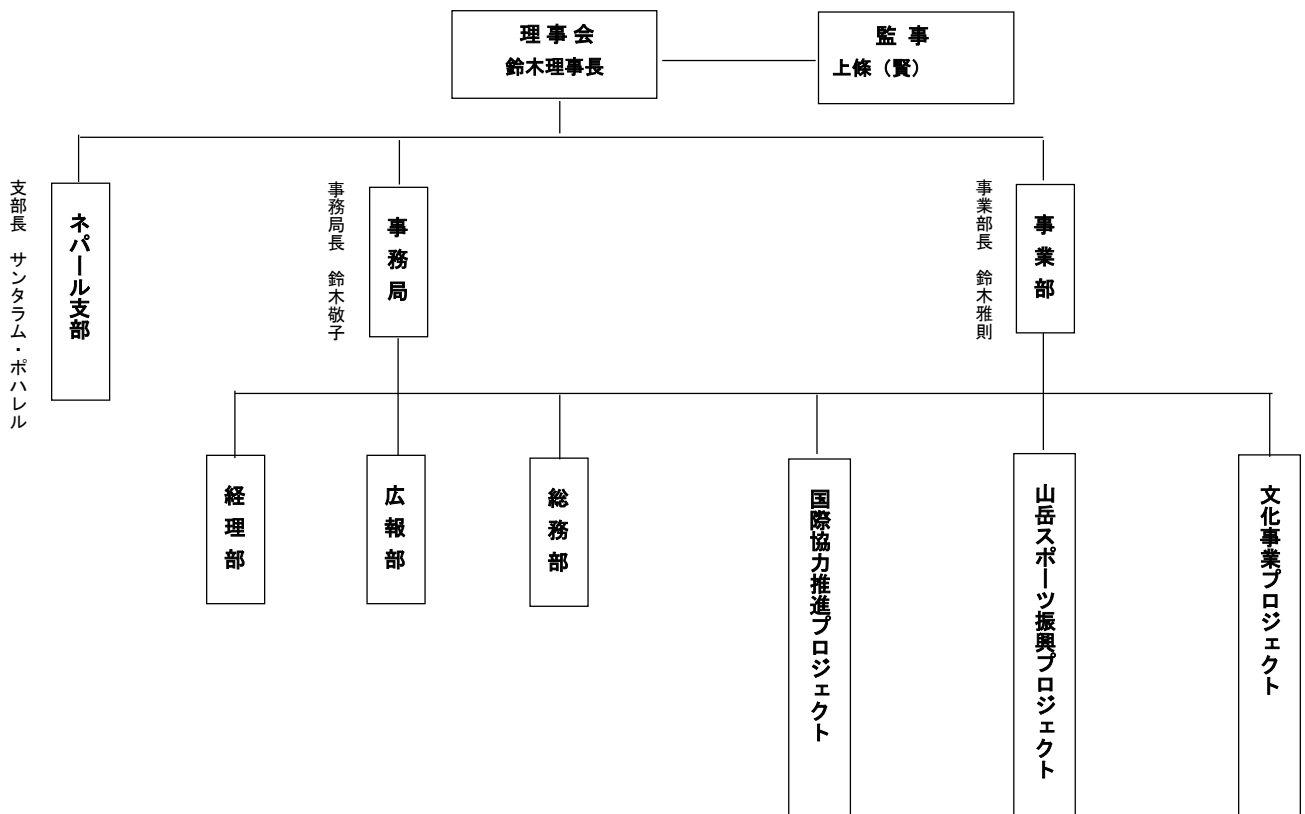 理事会
鈴木理事長
監事
上條（賢）
支部長　サンタラム・ポハレル
ネパール支部
事務局長　鈴木敬子
事務局
事業部長　鈴木雅則
事業部
経理部
広報部
総務部
国際協力推進プロジェクト
山岳スポーツ振興プロジェクト
文化事業プロジェクト